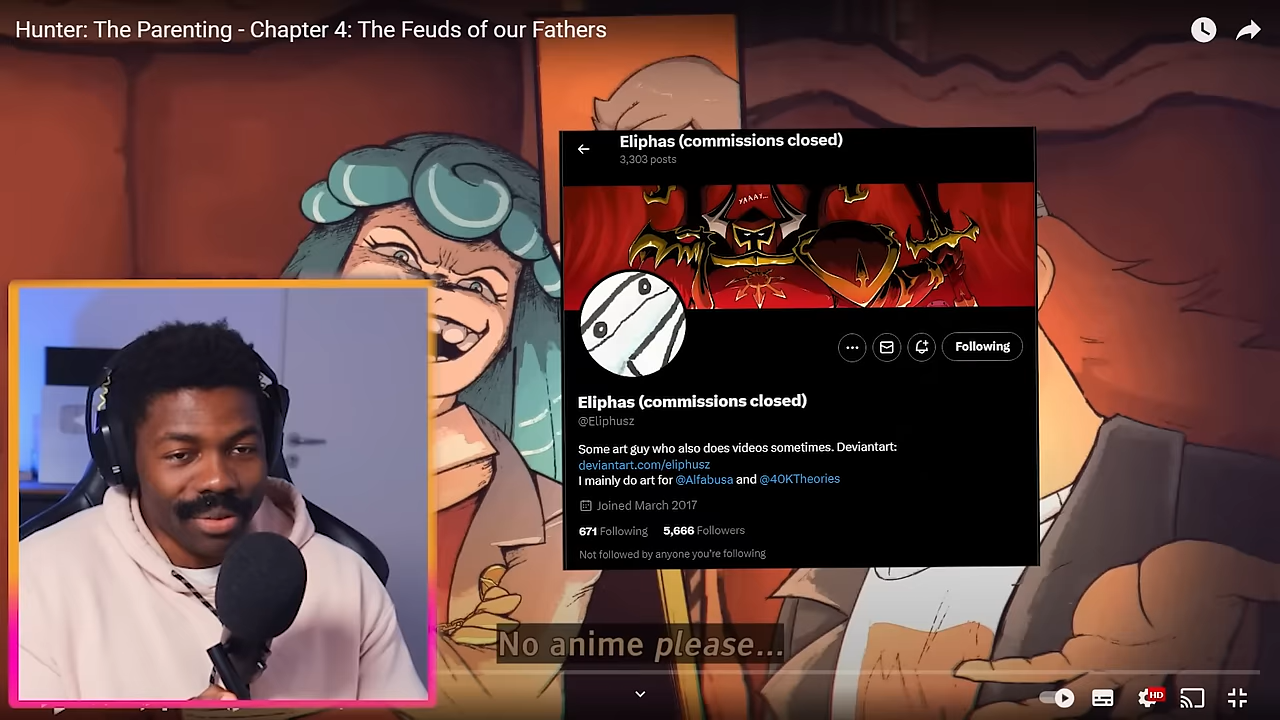 Hunter: The Parenting - Chapter 4: The Feuds of our Fathers
Eliphas (commissions closed)
3,303 posts
YAAAY...
Following
Eliphas (commissions closed)
@Eliphusz
Some art guy who also does videos sometimes. Deviantart:
deviantart.com/eliphusz
I mainly do art for @Alfabusa and @40KTheories
Joined March 2017
671 Following 5,666 Followers
Not followed by anyone you're following
No anime please...
HD